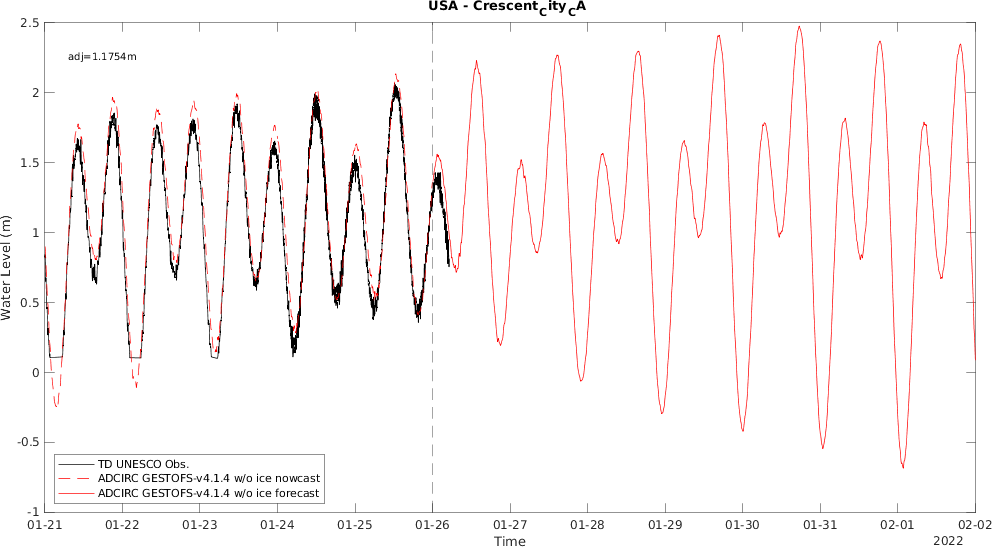 USA - Crescent_City_CA
2.5
2
1.5
1
0.5
0
-0.5
-1
Water Level (m)
adj=1.1754m
TD UNESCO Obs.
ADCIRC GESTOFS-v4.1.4 w/o ice nowcast
ADCIRC GESTOFS-v4.1.4 w/o ice forecast
01-21 01-22 01-23 01-24 01-25 01-26 01-27 01-28 01-29 01-30 01-31 02-01 02-02
Time
2022